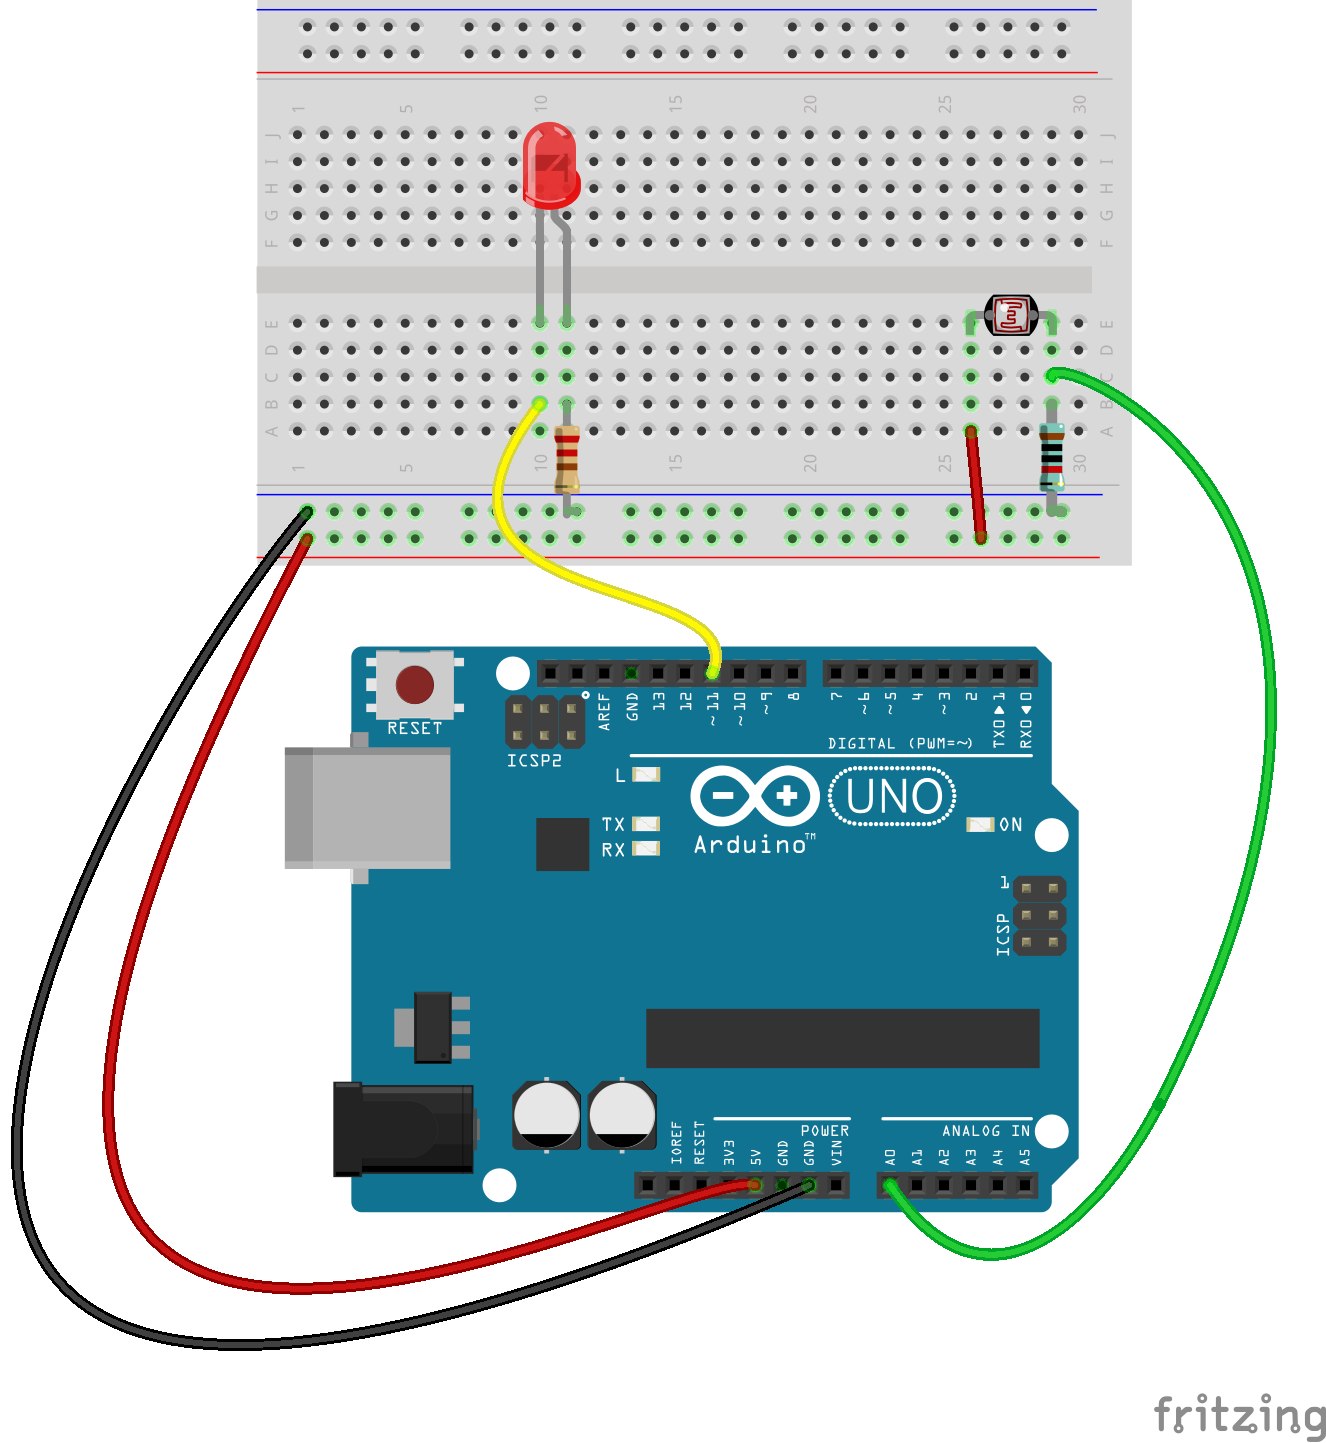 1 5 10 15 20 25 30
J J
I I
H H
G G
F F
E E
D D
C C
B B
A A
1 5 10 15 20 25 30
RESET
ICSP2
AREF GND 13 12 ~11 ~10 ~9 8 7 ~6 ~5 4 ~3 2 TX0▶1 RX0◀0
DIGITAL (PWM=~)
L
TX
RX
UNO
Arduino™
ON
1
ICSP
POWER
ANALOG IN
IOREF RESET 3V3 5V GND GND VIN A0 A1 A2 A3 A4 A5
fritzing